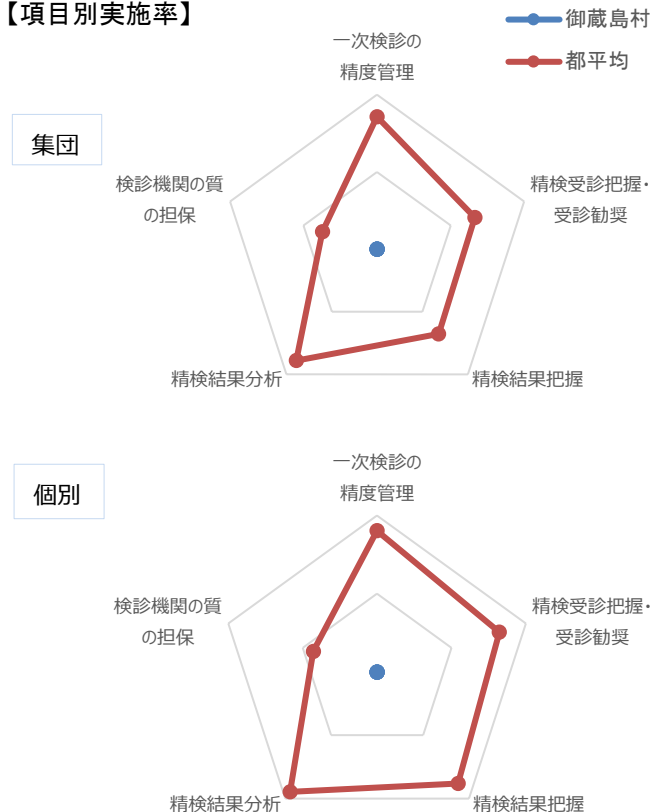 【項目別実施率】
御蔵島村
都平均
集団
一次検診の
精度管理
精検受診把握・
受診勧奨
精検結果把握
精検結果分析
検診機関の質
の担保
個別
一次検診の
精度管理
精検受診把握・
受診勧奨
精検結果把握
精検結果分析
検診機関の質
の担保